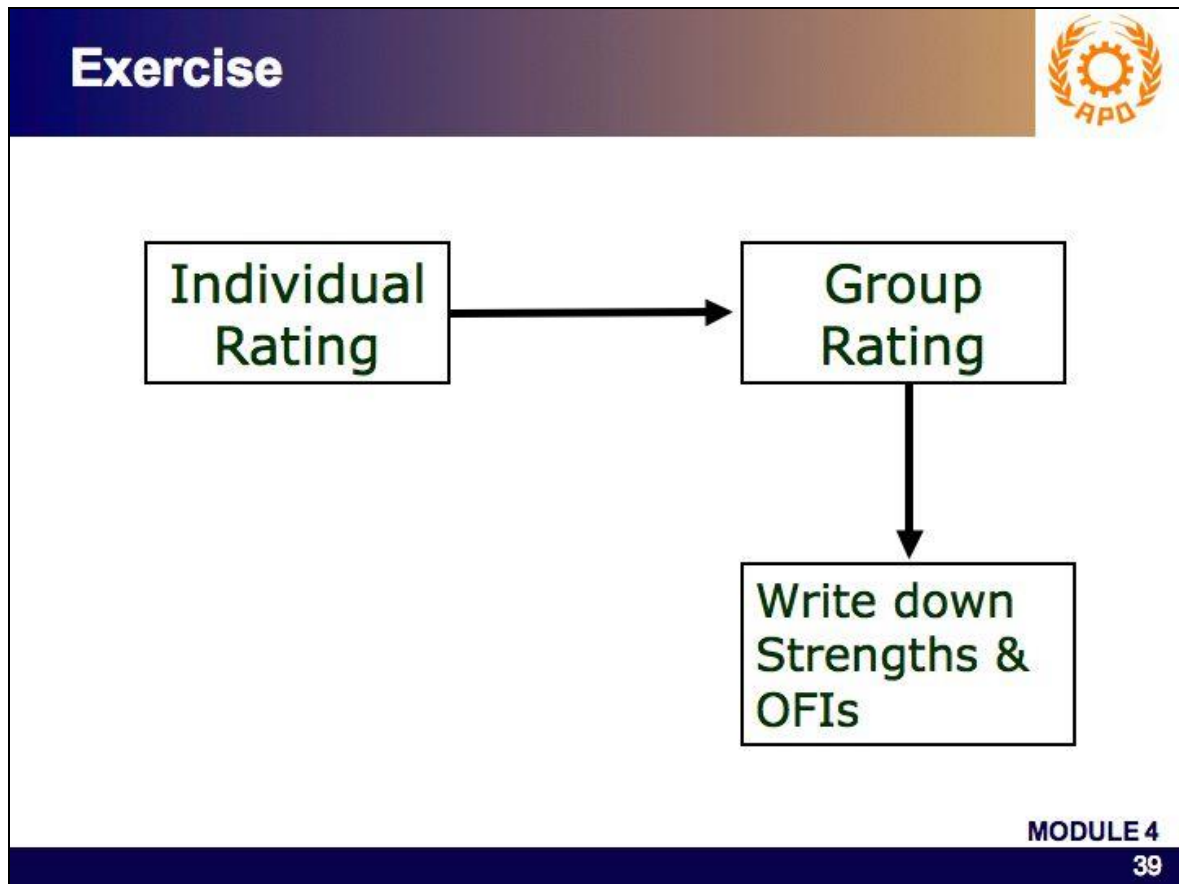 Exercise
APO
Individual
Rating
Group
Rating
Write down
Strengths &
OFIs
MODULE 4
39